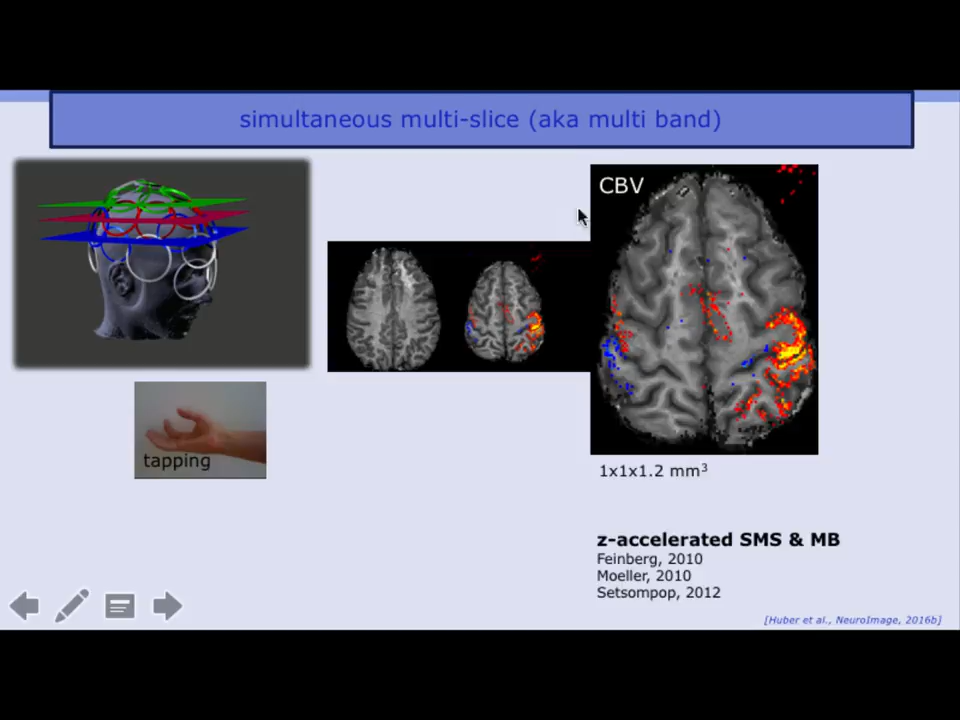 simultaneous multi-slice (aka multi band)
CBV
tapping
1x1x1.2 mm³
z-accelerated SMS & MB
Feinberg, 2010
Moeller, 2010
Setsompop, 2012
[Huber et al., NeuroImage, 2016b]